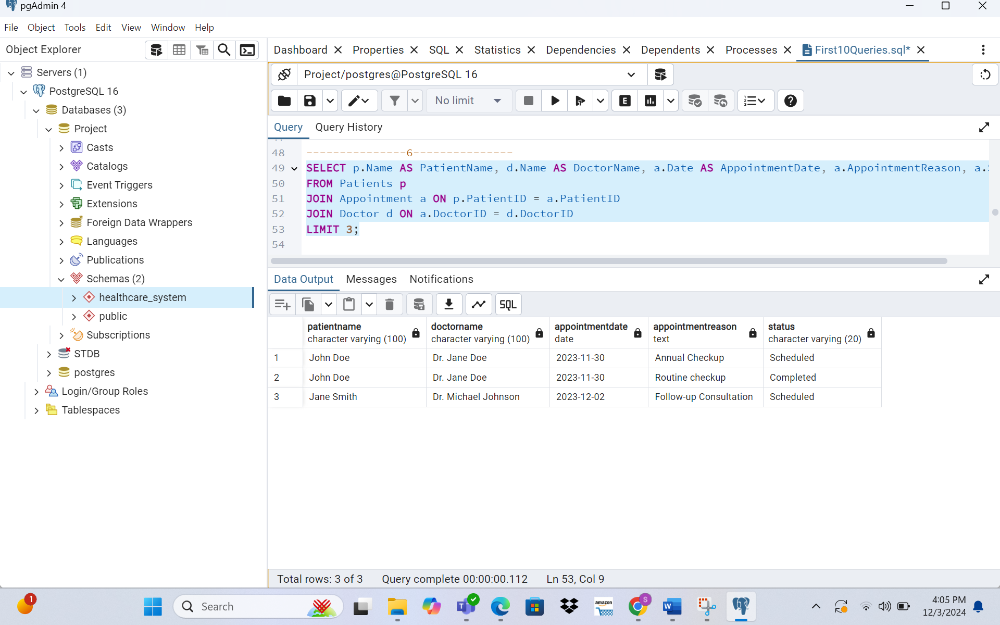 pgAdmin 4
File Object Tools Edit View Window Help
Object Explorer
Dashboard Properties SQL Statistics Dependencies Dependents Processes First10Queries.sql*
Servers (1)
PostgreSQL 16
Databases (3)
Project
Casts
Catalogs
Event Triggers
Extensions
Foreign Data Wrappers
Languages
Publications
Schemas (2)
healthcare_system
public
Subscriptions
STDB
postgres
Login/Group Roles
Tablespaces
Project/postgres@PostgreSQL 16
No limit
E
Query Query History
48 ---------------6---------------
49 SELECT p.Name AS PatientName, d.Name AS DoctorName, a.Date AS AppointmentDate, a.AppointmentReason, a.
50 FROM Patients p
51 JOIN Appointment a ON p.PatientID = a.PatientID
52 JOIN Doctor d ON a.DoctorID = d.DoctorID
53 LIMIT 3;
54
Data Output Messages Notifications
SQL
patientname doctorname appointmentdate appointmentreason status
character varying (100) character varying (100) date text character varying (20)
1 John Doe Dr. Jane Doe 2023-11-30 Annual Checkup Scheduled
2 John Doe Dr. Jane Doe 2023-11-30 Routine checkup Completed
3 Jane Smith Dr. Michael Johnson 2023-12-02 Follow-up Consultation Scheduled
Total rows: 3 of 3 Query complete 00:00:00.112 Ln 53, Col 9
1
Search
T
amazon
S
W
4:05 PM
12/3/2024